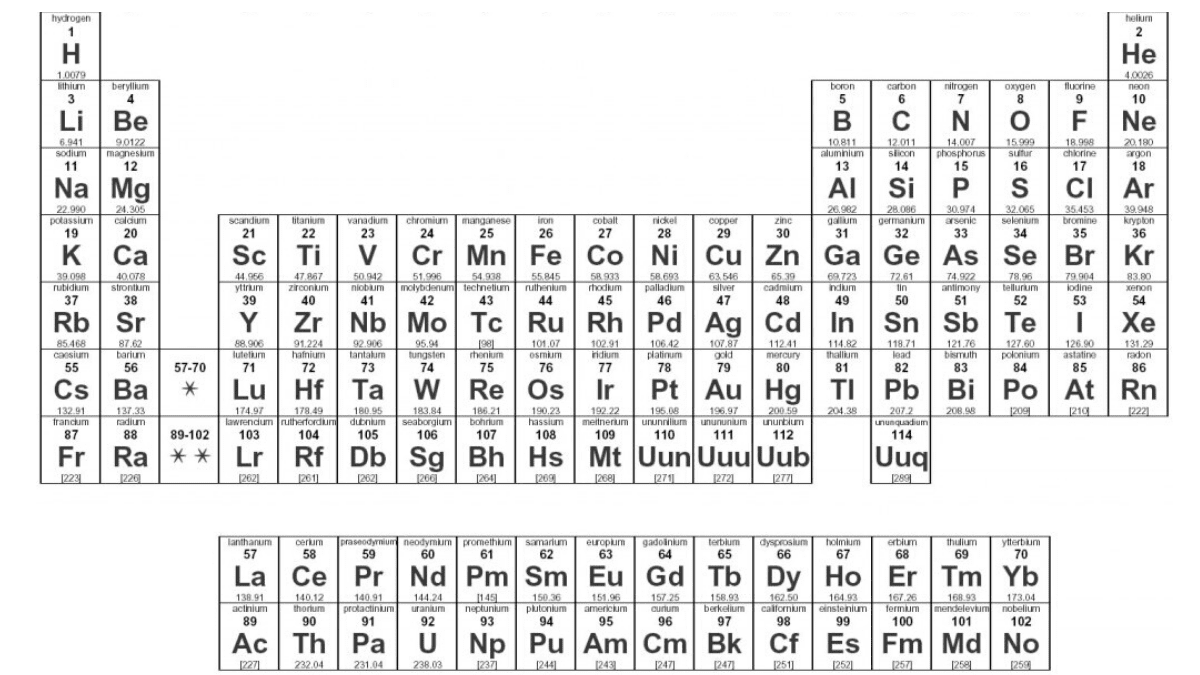 hydrogen helium
1 2
H He
1.0079 4.0026
lithium beryllium boron carbon nitrogen oxygen fluorine neon
3 4 5 6 7 8 9 10
Li Be B C N O F Ne
6.941 9.0122 10.811 12.011 14.007 15.999 18.998 20.180
sodium magnesium aluminium silicon phosphorus sulfur chlorine argon
11 12 13 14 15 16 17 18
Na Mg Al Si P S Cl Ar
22.990 24.305 26.982 28.086 30.974 32.065 35.453 39.948
potassium calcium scandium titanium vanadium chromium manganese iron cobalt nickel copper zinc gallium germanium arsenic selenium bromine krypton
19 20 21 22 23 24 25 26 27 28 29 30 31 32 33 34 35 36
K Ca Sc Ti V Cr Mn Fe Co Ni Cu Zn Ga Ge As Se Br Kr
39.098 40.078 44.956 47.867 50.942 51.996 54.938 55.845 58.933 58.693 63.546 65.39 69.723 72.61 74.922 78.96 79.904 83.80
rubidium strontium yttrium zirconium niobium molybdenum technetium ruthenium rhodium palladium silver cadmium indium tin antimony tellurium iodine xenon
37 38 39 40 41 42 43 44 45 46 47 48 49 50 51 52 53 54
Rb Sr Y Zr Nb Mo Tc Ru Rh Pd Ag Cd In Sn Sb Te I Xe
85.468 87.62 88.906 91.224 92.906 95.94 [98] 101.07 102.91 106.42 107.87 112.41 114.82 118.71 121.76 127.60 126.90 131.29
caesium barium lutetium hafnium tantalum tungsten rhenium osmium iridium platinum gold mercury thallium lead bismuth polonium astatine radon
55 56 57-70 71 72 73 74 75 76 77 78 79 80 81 82 83 84 85 86
Cs Ba * Lu Hf Ta W Re Os Ir Pt Au Hg Tl Pb Bi Po At Rn
132.91 137.33 174.97 178.49 180.95 183.84 186.21 190.23 192.22 195.08 196.97 200.59 204.38 207.2 208.98 [209] [210] [222]
francium radium lawrencium rutherfordium dubnium seaborgium bohrium hassium meitnerium ununnilium unununium ununbium ununquadium
87 88 89-102 103 104 105 106 107 108 109 110 111 112 114
Fr Ra * * Lr Rf Db Sg Bh Hs Mt Uun Uuu Uub Uuq
[223] [226] [262] [261] [262] [266] [264] [269] [268] [271] [272] [277] [289]
lanthanum cerium praseodymium neodymium promethium samarium europium gadolinium terbium dysprosium holmium erbium thulium ytterbium
57 58 59 60 61 62 63 64 65 66 67 68 69 70
La Ce Pr Nd Pm Sm Eu Gd Tb Dy Ho Er Tm Yb
138.91 140.12 140.91 144.24 [145] 150.36 151.96 157.25 158.93 162.50 164.93 167.26 168.93 173.04
actinium thorium protactinium uranium neptunium plutonium americium curium berkelium californium einsteinium fermium mendelevium nobelium
89 90 91 92 93 94 95 96 97 98 99 100 101 102
Ac Th Pa U Np Pu Am Cm Bk Cf Es Fm Md No
[227] 232.04 231.04 238.03 [237] [244] [243] [247] [247] [251] [252] [257] [258] [259]